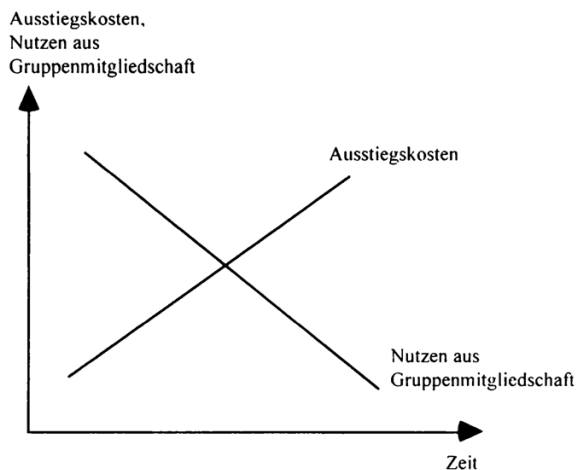 Ausstiegskosten,
Nutzen aus
Gruppenmitgliedschaft
Ausstiegskosten
Nutzen aus
Gruppenmitgliedschaft
Zeit